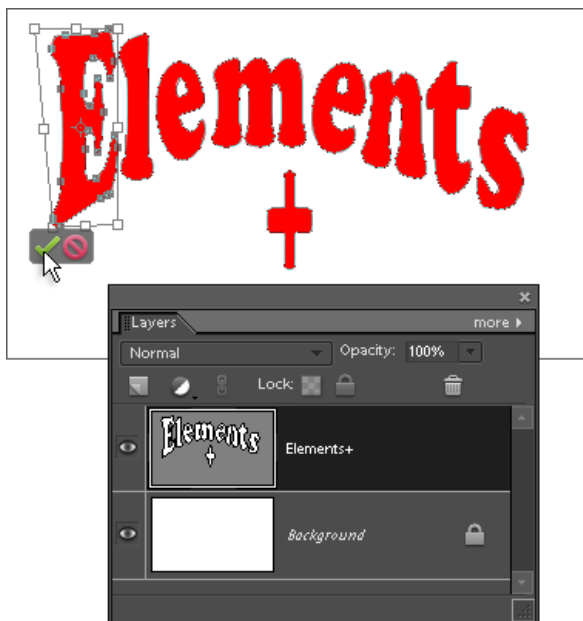 Elements
+
Layers
more
Normal
Opacity: 100%
Lock:
Elements
+
Elements+
Background